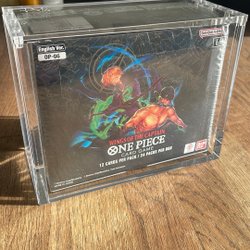 English Ver.
OP-06
WINGS OF THE CAPTAIN
ONE PIECE
CARD GAME
12 CARDS PER PACK / 24 PACKS PER BOX
BANDAI